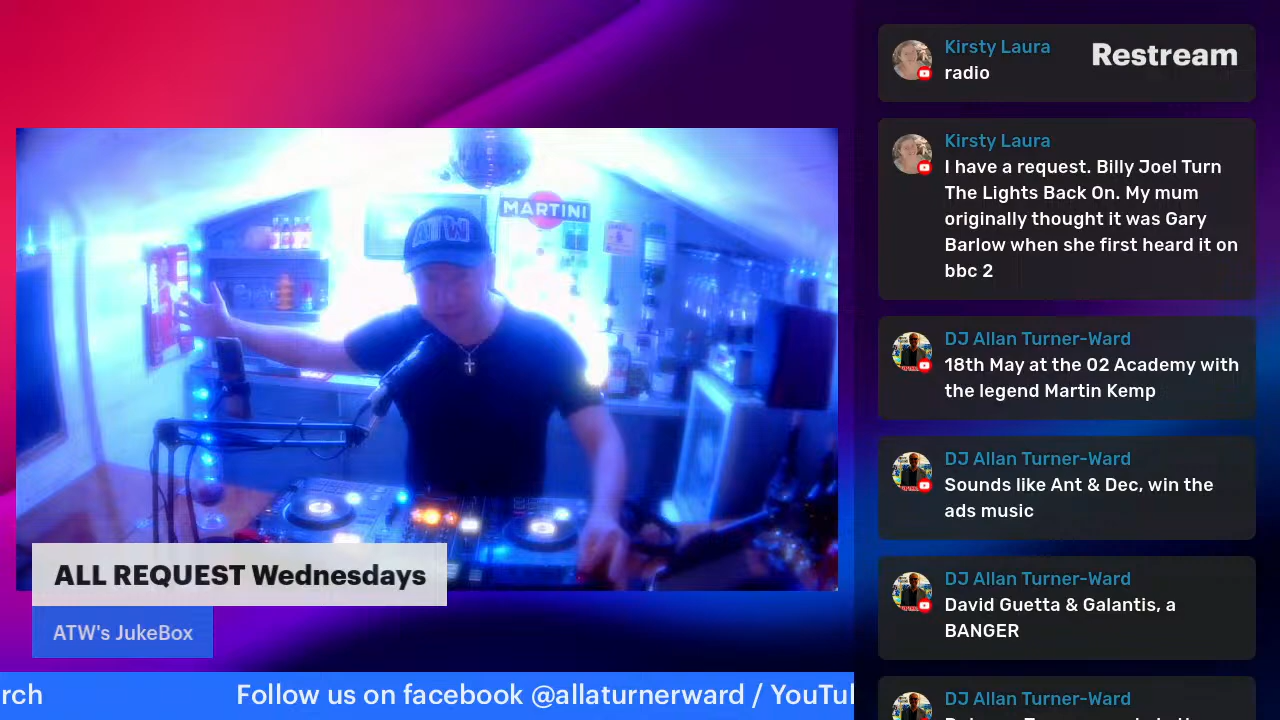 Kirsty Laura
radio
Restream
Kirsty Laura
I have a request. Billy Joel Turn
The Lights Back On. My mum
originally thought it was Gary
Barlow when she first heard it on
bbc 2
DJ Allan Turner-Ward
18th May at the 02 Academy with
the legend Martin Kemp
DJ Allan Turner-Ward
Sounds like Ant & Dec, win the
ads music
DJ Allan Turner-Ward
David Guetta & Galantis, a
BANGER
DJ Allan Turner-Ward
MARTINI
ATW
ALL REQUEST Wednesdays
ATW's JukeBox
rch
Follow us on facebook @allaturnerward / YouTu